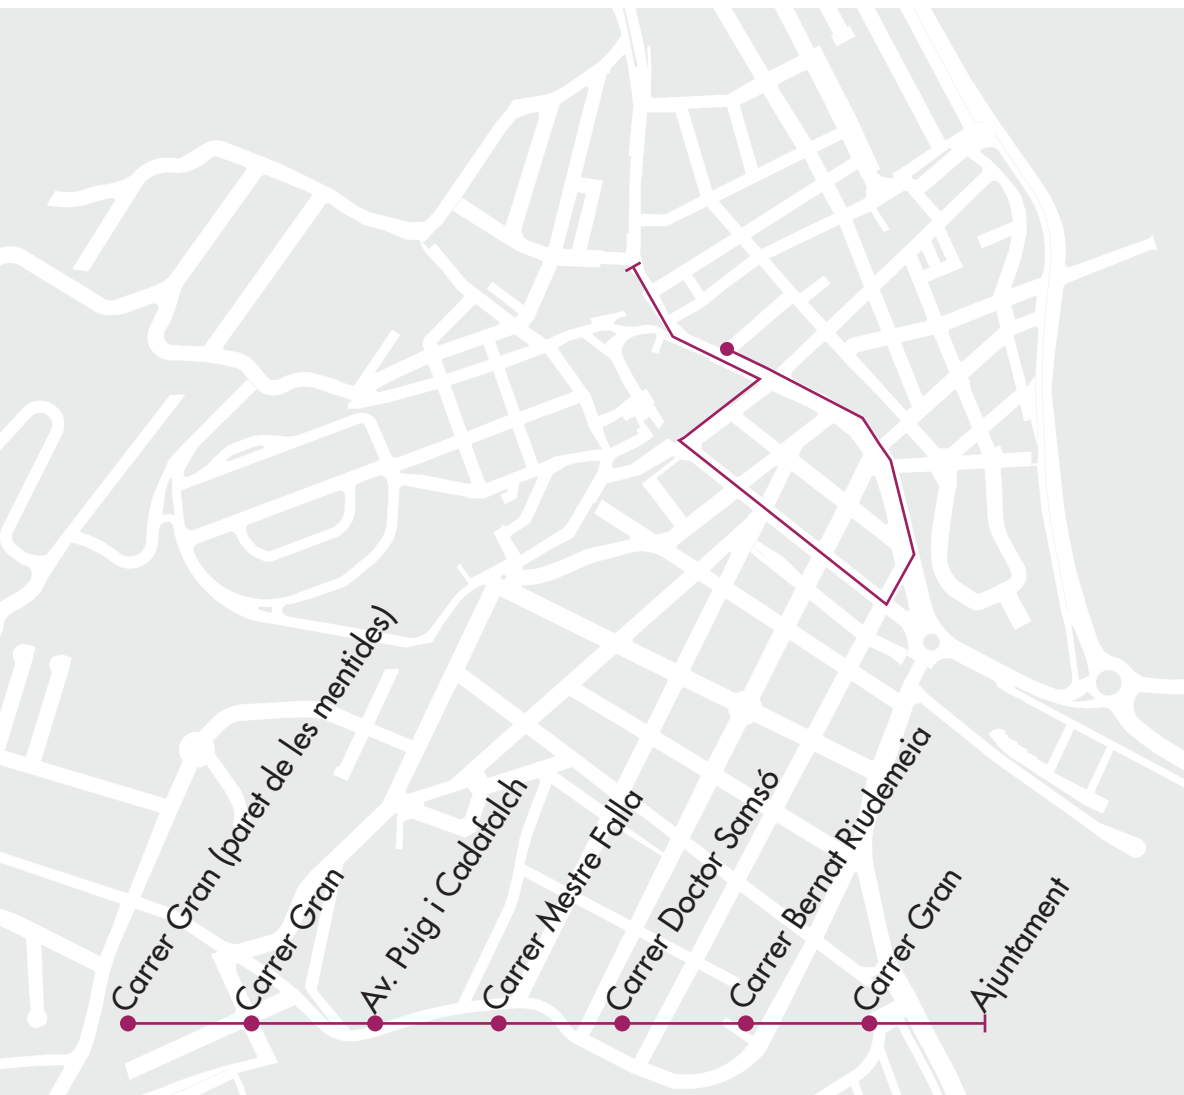 Carrer Gran (paret de les mentides)
Carrer Gran
Av. Puig i Cadafalch
Carrer Mestre Falla
Carrer Doctor Samsó
Carrer Bernat Riudemeia
Carrer Gran
Ajuntament